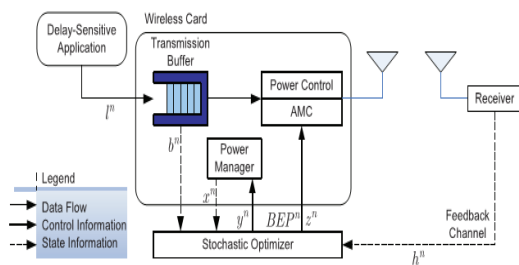 Wireless Card
Delay-Sensitive
Application
Transmission
Buffer
Power Control
AMC
Receiver
l^n
b^n
Power
Manager
Legend
x^n
y^n
BEP^n
z^n
Data Flow
Control Information
State Information
Stochastic Optimizer
Feedback
Channel
h^n